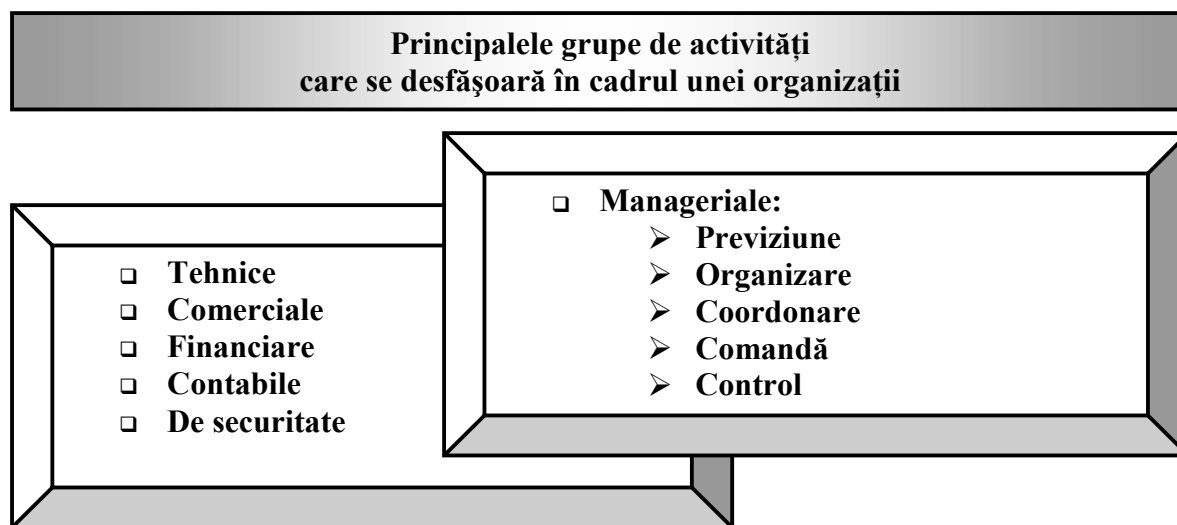 Principalele grupe de activități
care se desfăşoară în cadrul unei organizații
❑ Tehnice
❑ Comerciale
❑ Financiare
❑ Contabile
❑ De securitate
❑ Manageriale:
➢ Previziune
➢ Organizare
➢ Coordonare
➢ Comandă
➢ Control